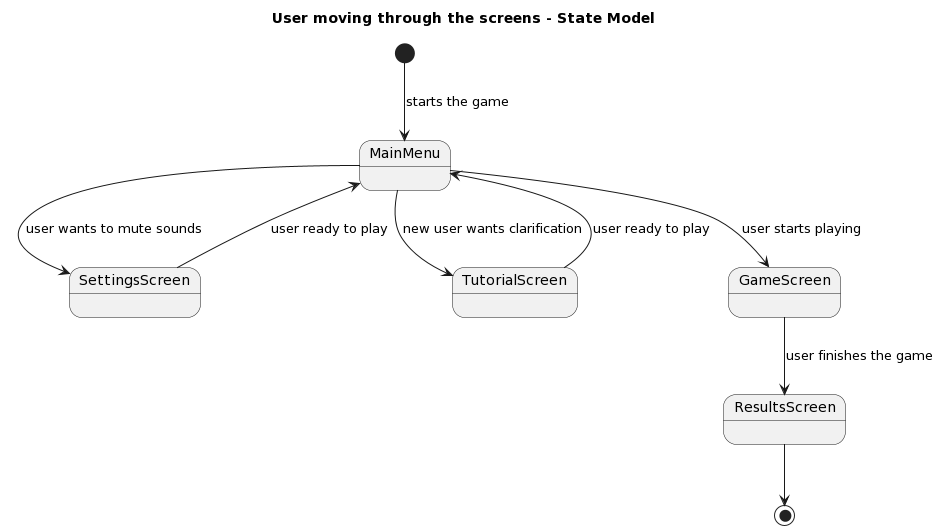 User moving through the screens - State Model
starts the game
MainMenu
user wants to mute sounds
user ready to play
new user wants clarification
user ready to play
user starts playing
SettingsScreen
TutorialScreen
GameScreen
user finishes the game
ResultsScreen